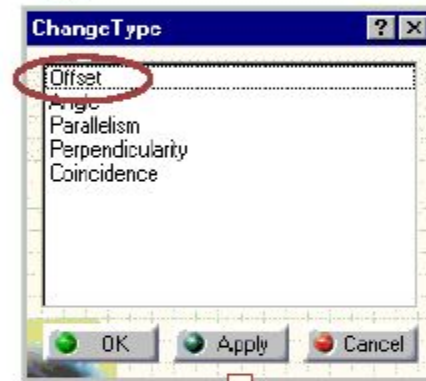 ChangeType
Offset
Angle
Parallelism
Perpendicularity
Coincidence
OK Apply Cancel